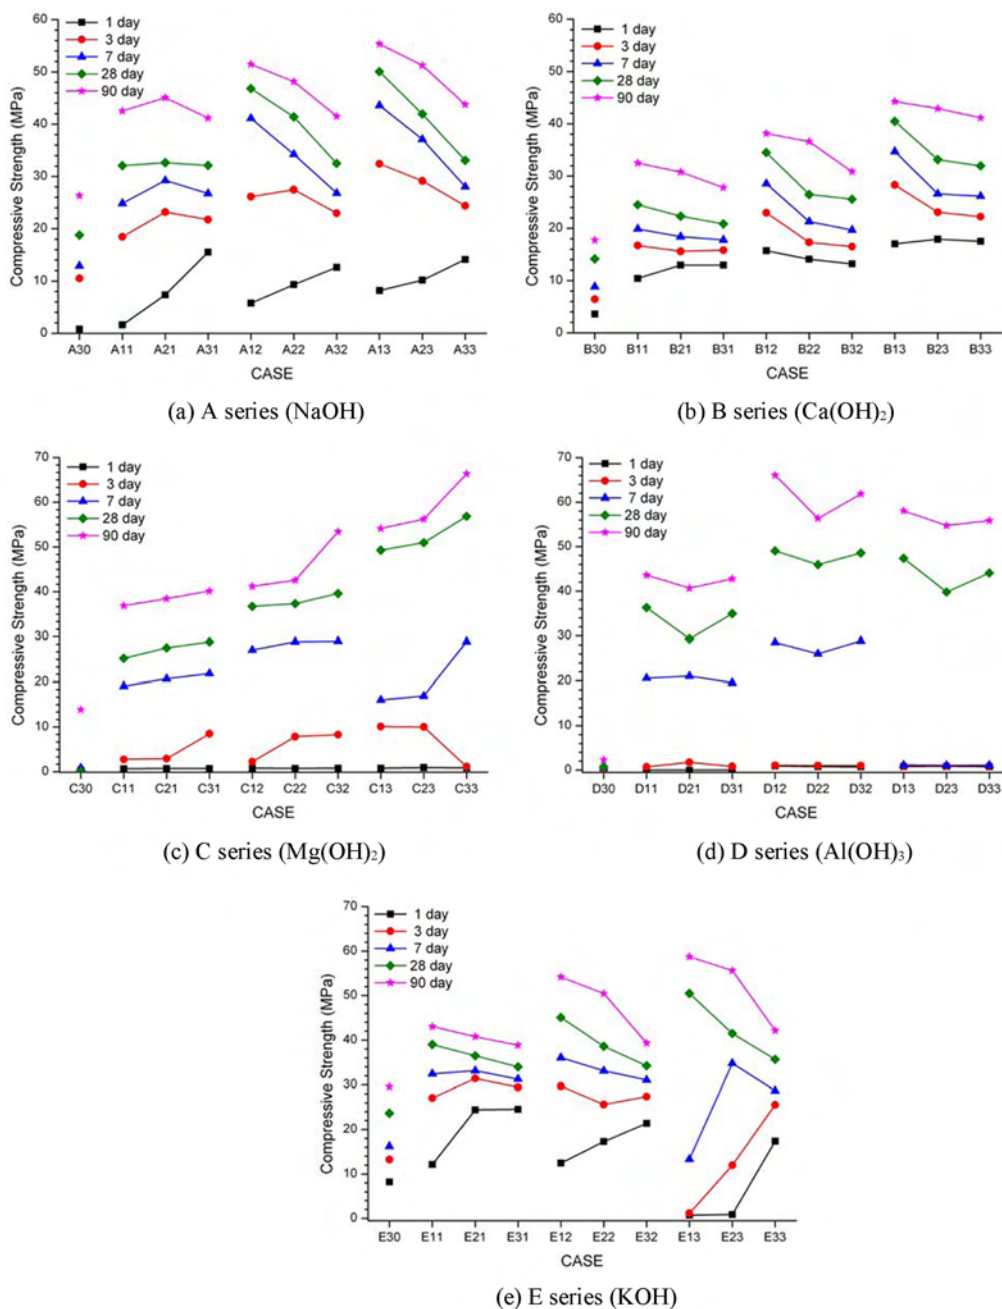 60
50
40
30
20
10
0
Compressive Strength (MPa)
1 day
3 day
7 day
28 day
90 day
A30 A11 A21 A31 A12 A22 A32 A13 A23 A33
CASE
(a) A series (NaOH)
60
50
40
30
20
10
0
Compressive Strength (MPa)
1 day
3 day
7 day
28 day
90 day
B30 B11 B21 B31 B12 B22 B32 B13 B23 B33
CASE
(b) B series (Ca(OH)₂)
70
60
50
40
30
20
10
0
Compressive Strength (MPa)
1 day
3 day
7 day
28 day
90 day
C30 C11 C21 C31 C12 C22 C32 C13 C23 C33
CASE
(c) C series (Mg(OH)₂)
70
60
50
40
30
20
10
0
Compressive Strength (MPa)
1 day
3 day
7 day
28 day
90 day
D30 D11 D21 D31 D12 D22 D32 D13 D23 D33
CASE
(d) D series (Al(OH)₃)
70
60
50
40
30
20
10
0
Compressive Strength (MPa)
1 day
3 day
7 day
28 day
90 day
E30 E11 E21 E31 E12 E22 E32 E13 E23 E33
CASE
(e) E series (KOH)